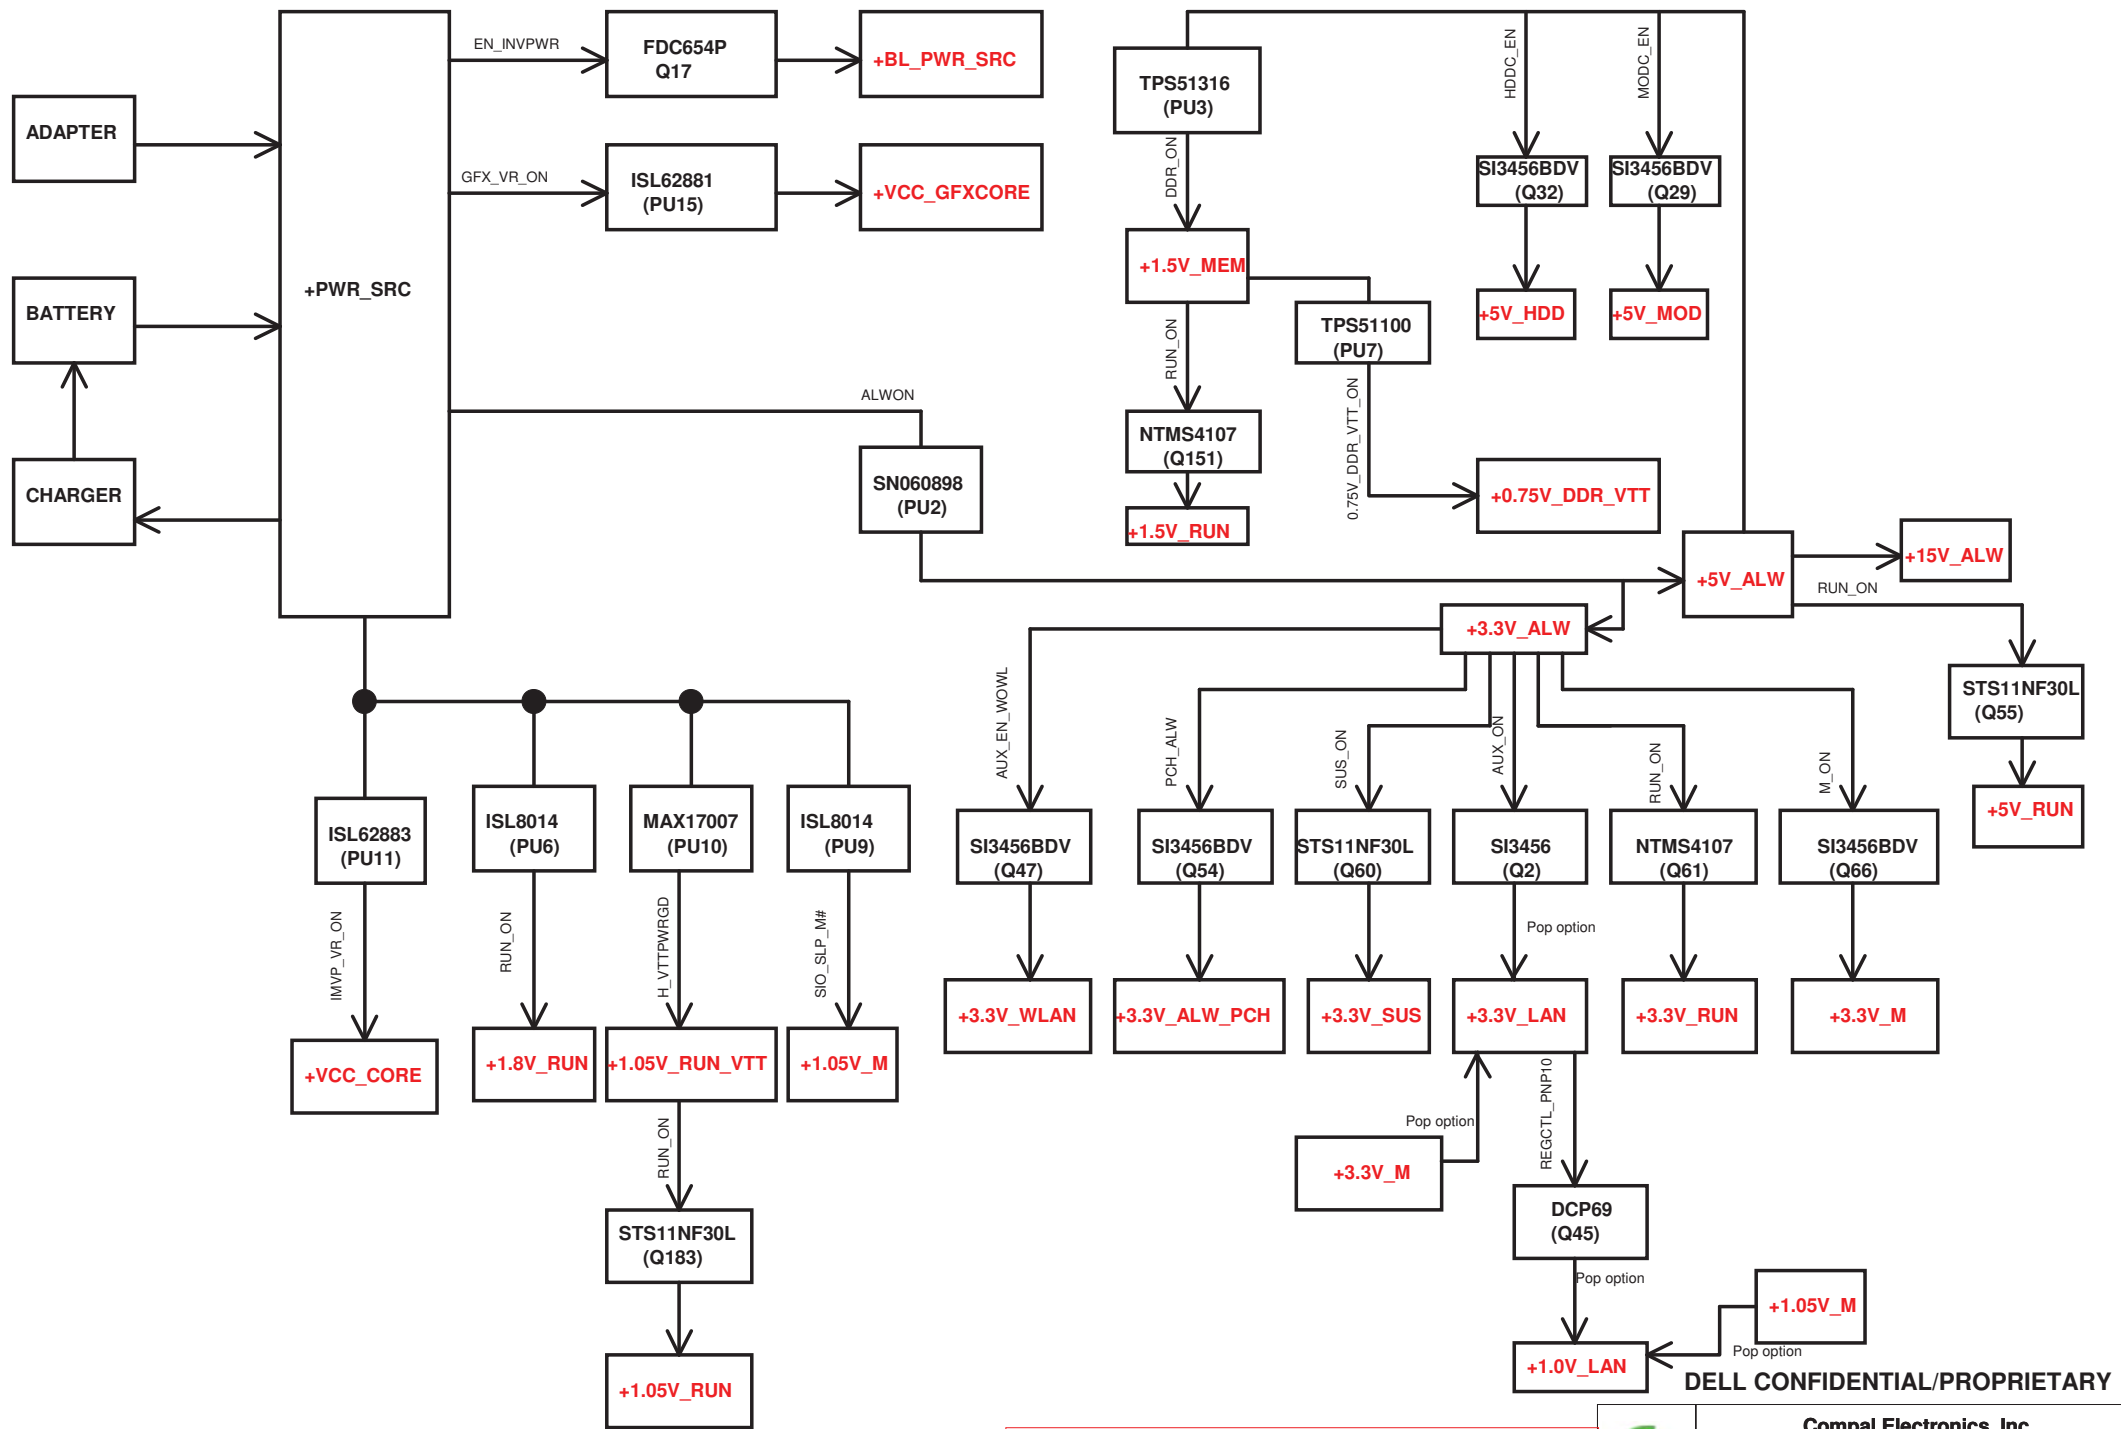 ADAPTER
BATTERY
CHARGER
+PWR_SRC
EN_INVPWR
FDC654P
Q17
+BL_PWR_SRC
GFX_VR_ON
ISL62881
(PU15)
+VCC_GFXCORE
ALWON
SN060898
(PU2)
TPS51316
(PU3)
DDR_ON
+1.5V_MEM
RUN_ON
NTMS4107
(Q151)
+1.5V_RUN
TPS51100
(PU7)
0.75V_DDR_VTT_ON
+0.75V_DDR_VTT
HDDC_EN
SI3456BDV
(Q32)
+5V_HDD
MODC_EN
SI3456BDV
(Q29)
+5V_MOD
+5V_ALW
+15V_ALW
RUN_ON
STS11NF30L
(Q55)
+5V_RUN
+3.3V_ALW
AUX_EN_WOWL
SI3456BDV
(Q47)
+3.3V_WLAN
PCH_ALW
SI3456BDV
(Q54)
+3.3V_ALW_PCH
SUS_ON
STS11NF30L
(Q60)
+3.3V_SUS
AUX_ON
SI3456
(Q2)
Pop option
+3.3V_LAN
RUN_ON
NTMS4107
(Q61)
+3.3V_RUN
M_ON
SI3456BDV
(Q66)
+3.3V_M
ISL62883
(PU11)
IMVP_VR_ON
+VCC_CORE
ISL8014
(PU6)
RUN_ON
+1.8V_RUN
MAX17007
(PU10)
H_VTTPWRGD
+1.05V_RUN_VTT
RUN_ON
STS11NF30L
(Q183)
+1.05V_RUN
ISL8014
(PU9)
SIO_SLP_M#
+1.05V_M
Pop option
+3.3V_M
REGCTL_PNP10
DCP69
(Q45)
Pop option
+1.0V_LAN
+1.05V_M
Pop option
DELL CONFIDENTIAL/PROPRIETARY
Compal Electronics, Inc